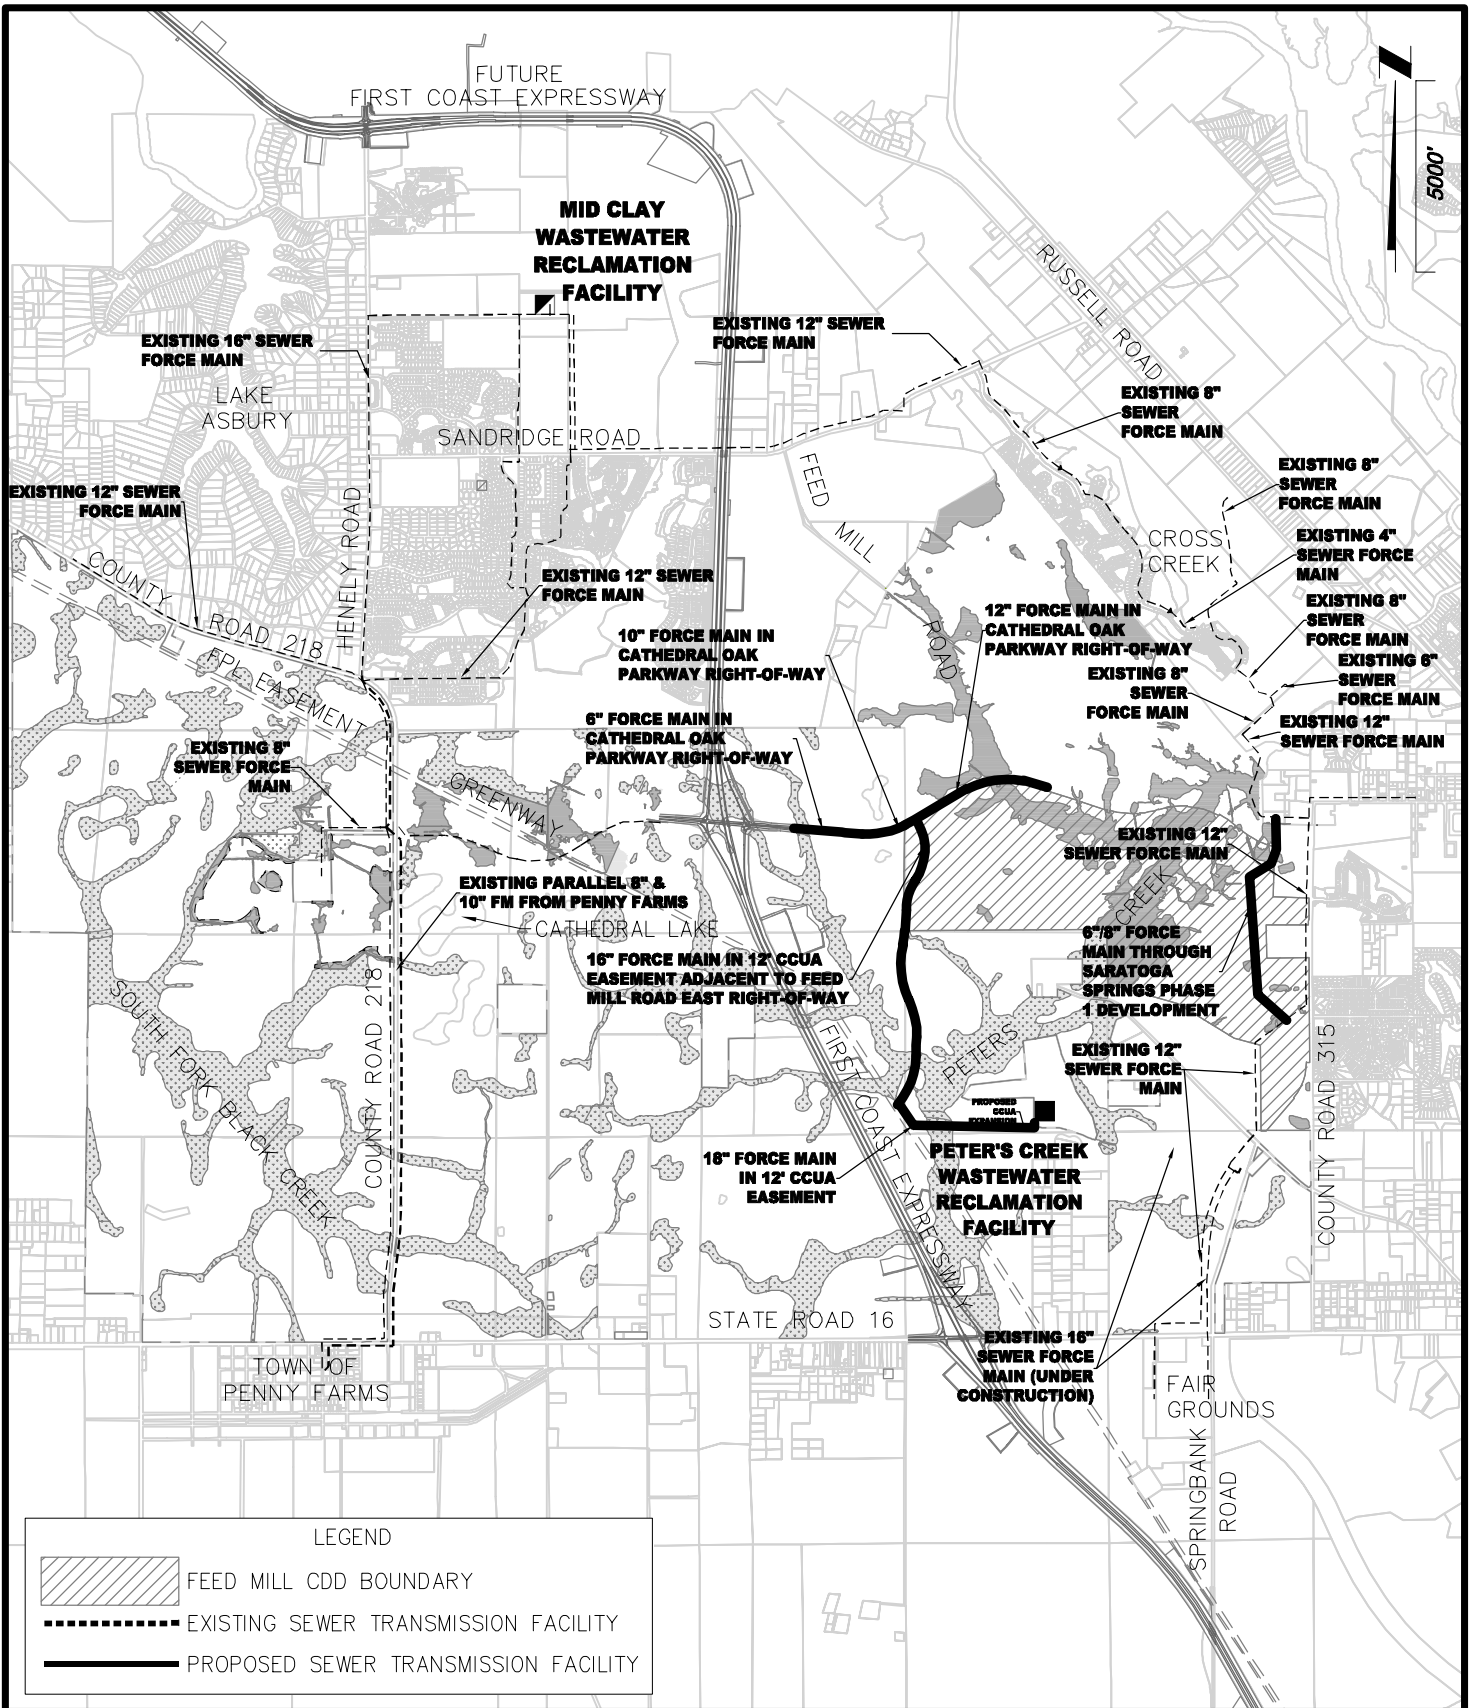 FUTURE
FIRST COAST EXPRESSWAY
5000'
MID CLAY
WASTEWATER
RECLAMATION
FACILITY
RUSSELL ROAD
EXISTING 16" SEWER
FORCE MAIN
EXISTING 12" SEWER
FORCE MAIN
LAKE
ASBURY
EXISTING 8"
SEWER
FORCE MAIN
SANDRIDGE ROAD
FEED
MILL
ROAD
EXISTING 12" SEWER
FORCE MAIN
HENELY ROAD
EXISTING 8"
SEWER
FORCE MAIN
CROSS
CREEK
EXISTING 4"
SEWER FORCE
MAIN
COUNTY
ROAD 218
EXISTING 12" SEWER
FORCE MAIN
12" FORCE MAIN IN
CATHEDRAL OAK
PARKWAY RIGHT-OF-WAY
EXISTING 8"
SEWER
FORCE MAIN
10" FORCE MAIN IN
CATHEDRAL OAK
PARKWAY RIGHT-OF-WAY
FPL EASEMENT
EXISTING 8"
SEWER
FORCE MAIN
EXISTING 6"
SEWER
FORCE MAIN
6" FORCE MAIN IN
CATHEDRAL OAK
PARKWAY RIGHT-OF-WAY
EXISTING 12"
SEWER FORCE MAIN
EXISTING 8"
SEWER FORCE
MAIN
GREENWAY
EXISTING 12"
SEWER FORCE MAIN
EXISTING PARALLEL 8" &
10" FM FROM PENNY FARMS
CATHEDRAL LAKE
CREEK
6"/8" FORCE
MAIN THROUGH
SARATOGA
SPRINGS PHASE
1 DEVELOPMENT
16" FORCE MAIN IN 12' CCUA
EASEMENT ADJACENT TO FEED
MILL ROAD EAST RIGHT-OF-WAY
SOUTH FORK BLACK CREEK
COUNTY ROAD 218
FIRST COAST EXPRESSWAY
PETERS
EXISTING 12"
SEWER FORCE
MAIN
COUNTY ROAD 315
PROPOSED
CCUA
EXPANSION
18" FORCE MAIN
IN 12' CCUA
EASEMENT
PETER'S CREEK
WASTEWATER
RECLAMATION
FACILITY
STATE ROAD 16
EXISTING 16"
SEWER FORCE
MAIN (UNDER
CONSTRUCTION)
TOWN OF
PENNY FARMS
FAIR
GROUNDS
SPRINGBANK
ROAD
LEGEND
FEED MILL CDD BOUNDARY
EXISTING SEWER TRANSMISSION FACILITY
PROPOSED SEWER TRANSMISSION FACILITY